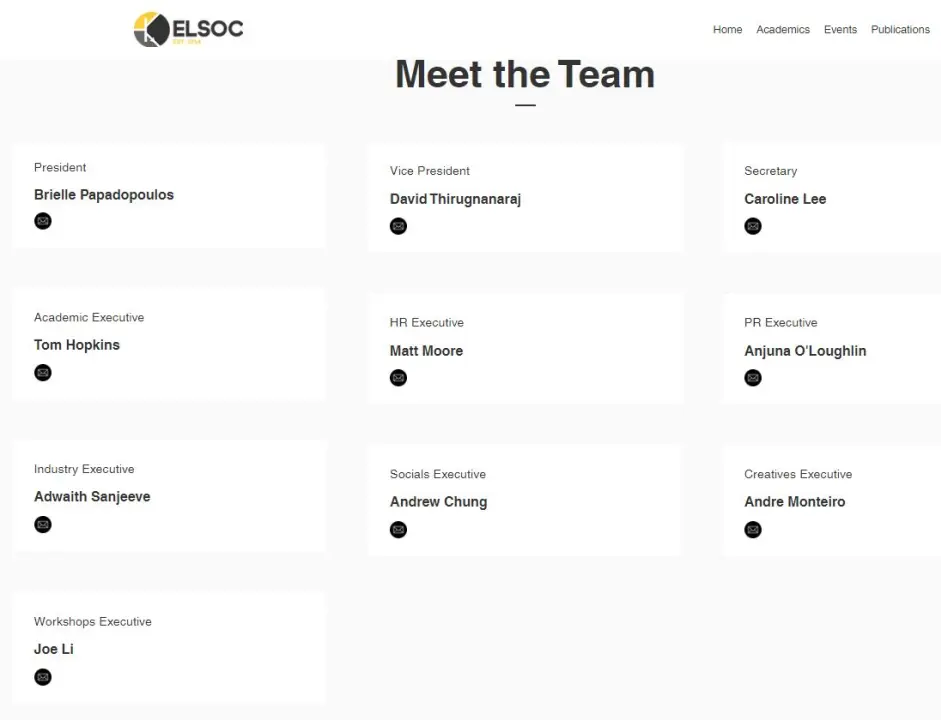 ELSOC
Home Academics Events Publications
Meet the Team
President
Brielle Papadopoulos
Vice President
David Thirugnanaraj
Secretary
Caroline Lee
Academic Executive
Tom Hopkins
HR Executive
Matt Moore
PR Executive
Anjuna O'Loughlin
Industry Executive
Adwaith Sanjeeve
Socials Executive
Andrew Chung
Creatives Executive
Andre Monteiro
Workshops Executive
Joe Li